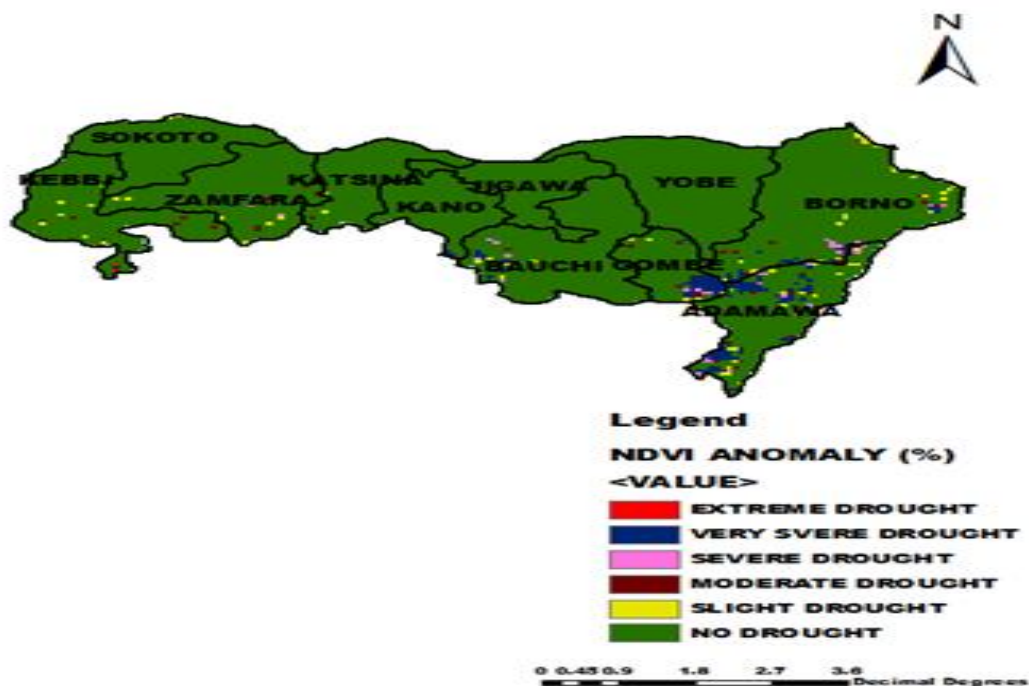 N
SOKOTO
KEBBI
ZAMFARA
KATSINA
KANO
JIGAWA
YOBE
BORNO
BAUCHI
GOMBE
ADAMAWA
Legend
NDVI ANOMALY (%)
<VALUE>
EXTREME DROUGHT
VERY SVERE DROUGHT
SEVERE DROUGHT
MODERATE DROUGHT
SLIGHT DROUGHT
NO DROUGHT
0 0.45 0.9 1.8 2.7 3.6
Decimal Degrees